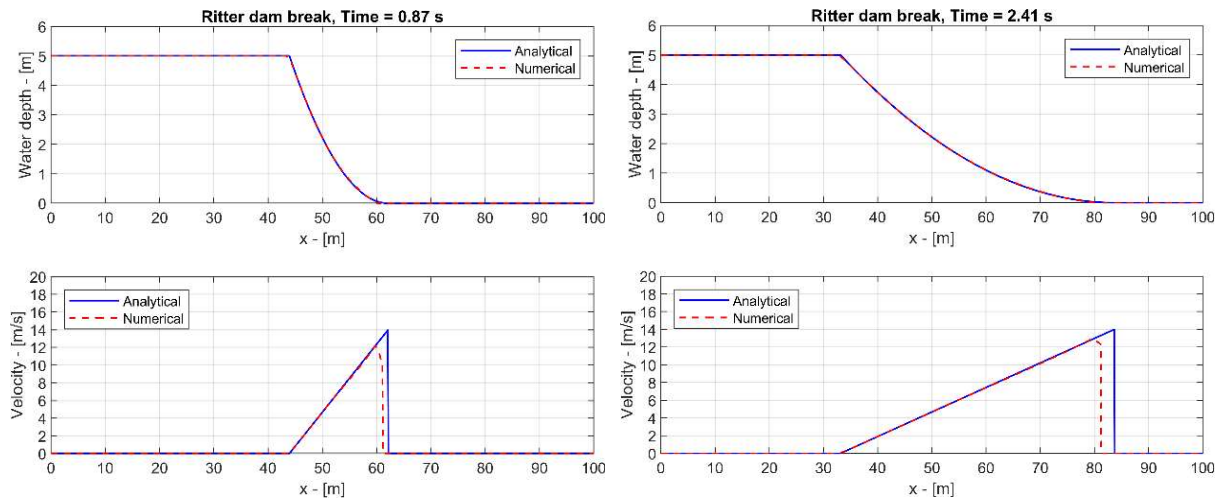 Ritter dam break, Time = 0.87 s
6
5
4
3
2
1
0
Water depth - [m]
Analytical
Numerical
0 10 20 30 40 50 60 70 80 90 100
x - [m]
20
18
16
14
12
10
8
6
4
2
0
Velocity - [m/s]
Analytical
Numerical
0 10 20 30 40 50 60 70 80 90 100
x - [m]
Ritter dam break, Time = 2.41 s
6
5
4
3
2
1
0
Water depth - [m]
Analytical
Numerical
0 10 20 30 40 50 60 70 80 90 100
x - [m]
20
18
16
14
12
10
8
6
4
2
0
Velocity - [m/s]
Analytical
Numerical
0 10 20 30 40 50 60 70 80 90 100
x - [m]